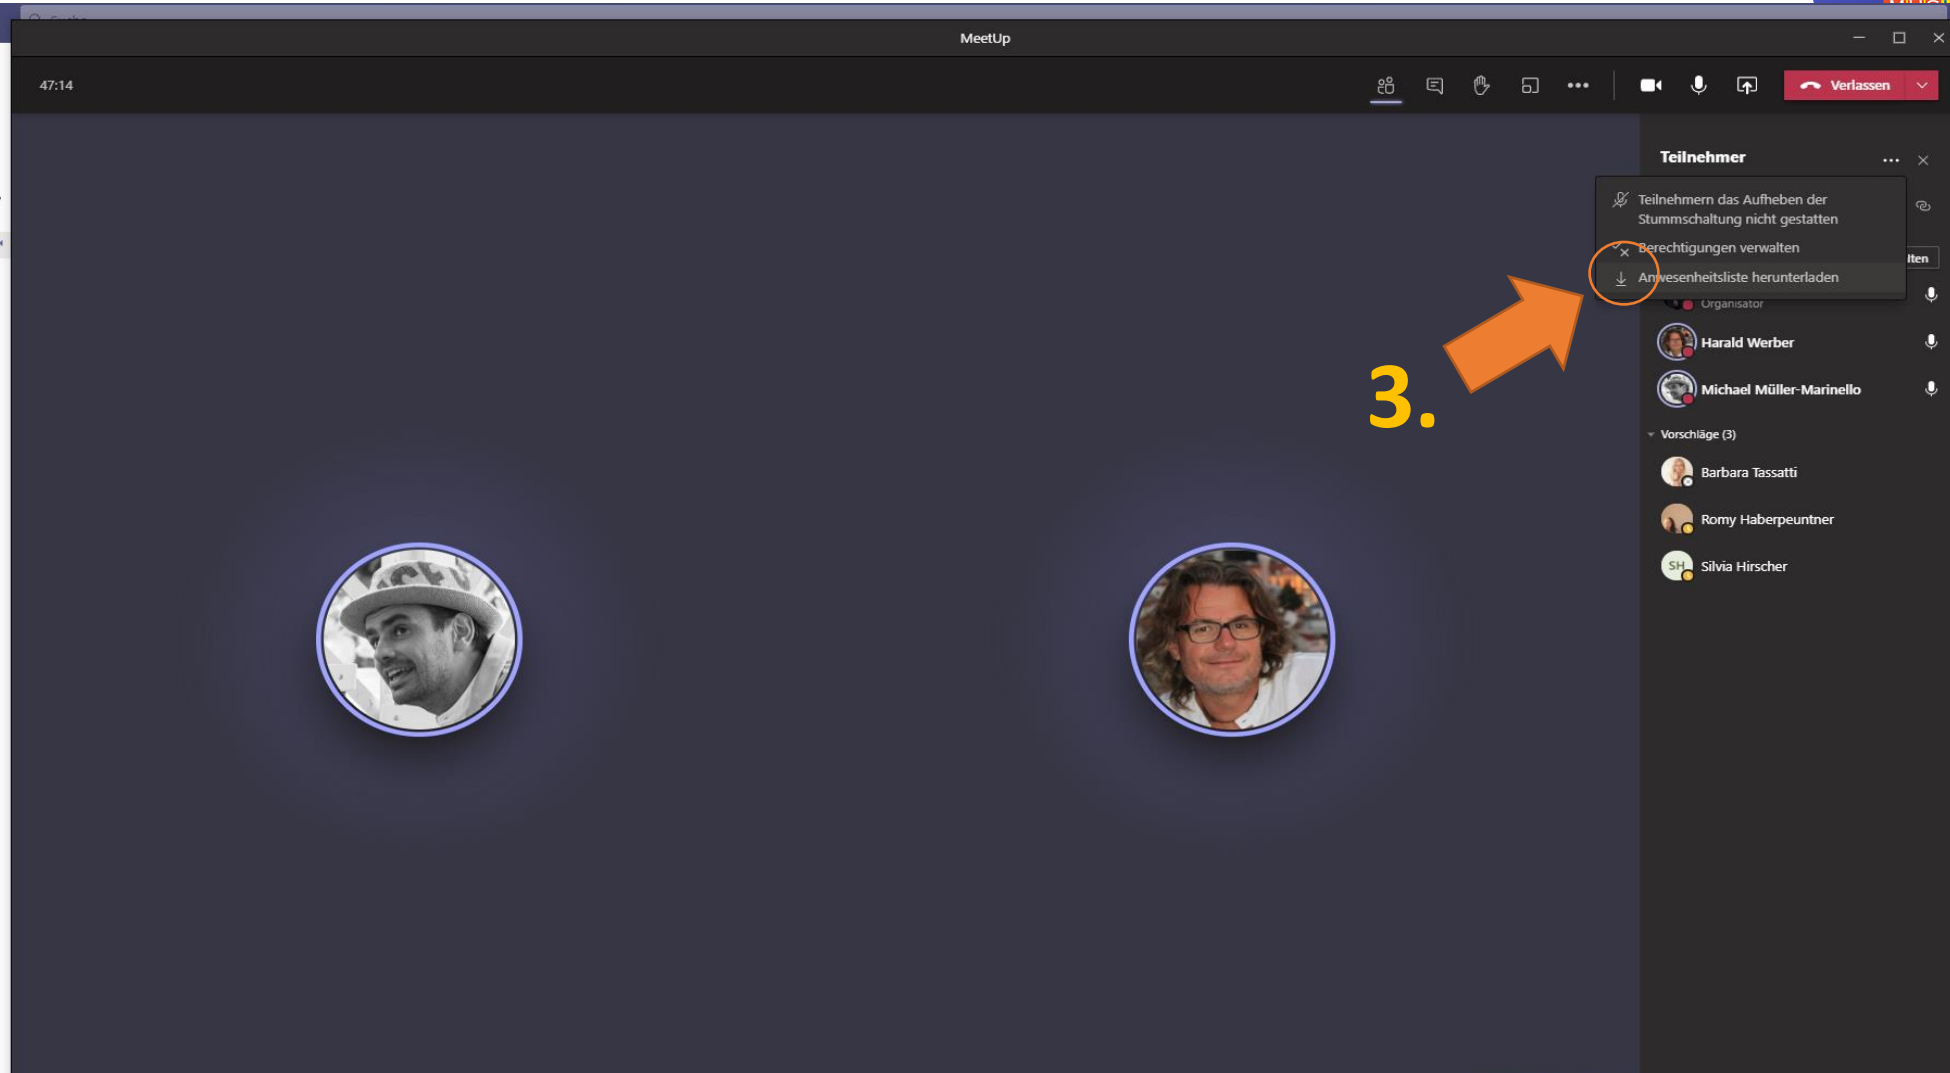 MeetUp
47:14
Verlassen
Teilnehmer
Teilnehmern das Aufheben der
Stummschaltung nicht gestatten
Berechtigungen verwalten
lten
Anwesenheitsliste herunterladen
Organisator
Harald Werber
3.
Michael Müller-Marinello
Vorschläge (3)
Barbara Tassatti
Romy Haberpeuntner
SH Silvia Hirscher